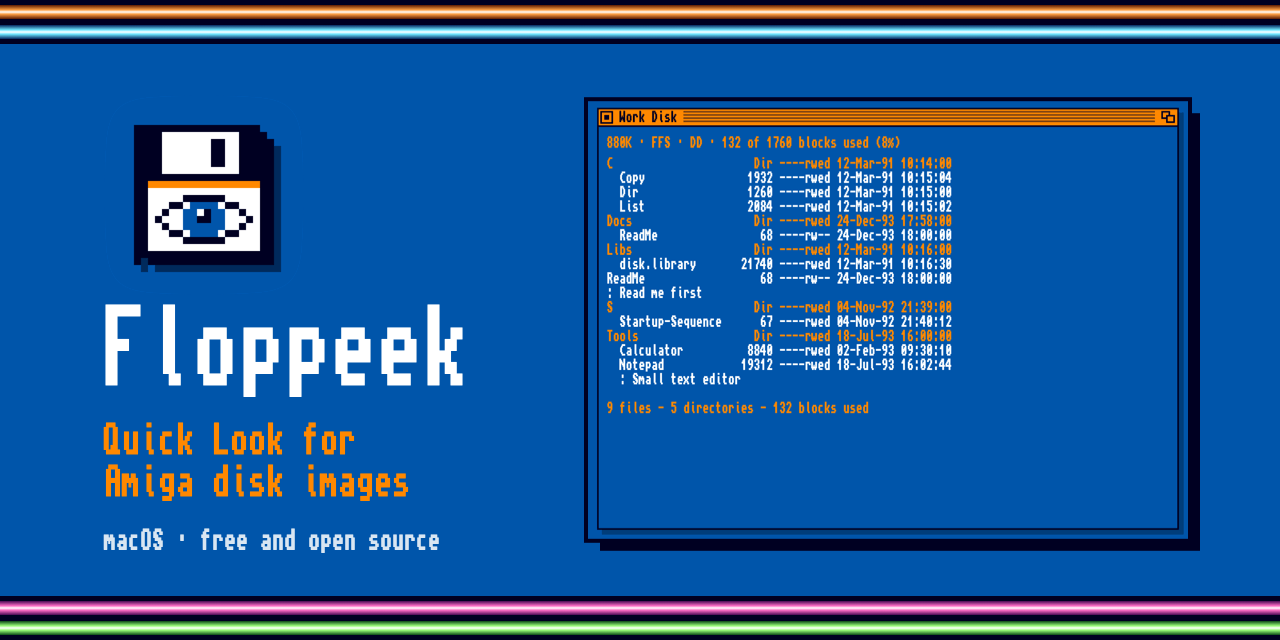 Floppeek
Quick Look for
Amiga disk images
macOS · free and open source
Work Disk
880K · FFS · DD · 132 of 1760 blocks used (8%)
C Dir ----rwed 12-Mar-91 10:14:00
Copy 1932 ----rwed 12-Mar-91 10:15:04
Dir 1260 ----rwed 12-Mar-91 10:15:00
List 2084 ----rwed 12-Mar-91 10:15:02
Docs Dir ----rwed 24-Dec-93 17:58:00
ReadMe 68 ----rw-- 24-Dec-93 18:00:00
Libs Dir ----rwed 12-Mar-91 10:16:00
disk.library 21740 ----rwed 12-Mar-91 10:16:30
ReadMe 68 ----rw-- 24-Dec-93 18:00:00
: Read me first
S Dir ----rwed 04-Nov-92 21:39:00
Startup-Sequence 67 ----rwed 04-Nov-92 21:40:12
Tools Dir ----rwed 18-Jul-93 16:00:00
Calculator 8840 ----rwed 02-Feb-93 09:30:10
Notepad 19312 ----rwed 18-Jul-93 16:02:44
: Small text editor
9 files - 5 directories - 132 blocks used